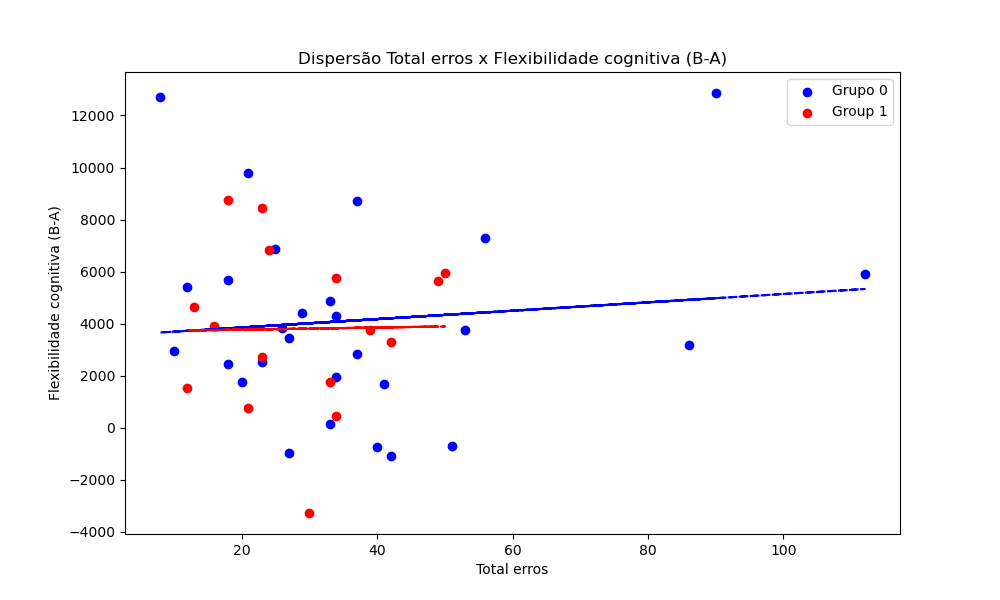 Dispersão Total erros x Flexibilidade cognitiva (B-A)
Grupo 0
Group 1
Flexibilidade cognitiva (B-A)
12000
10000
8000
6000
4000
2000
0
−2000
−4000
20 40 60 80 100
Total erros